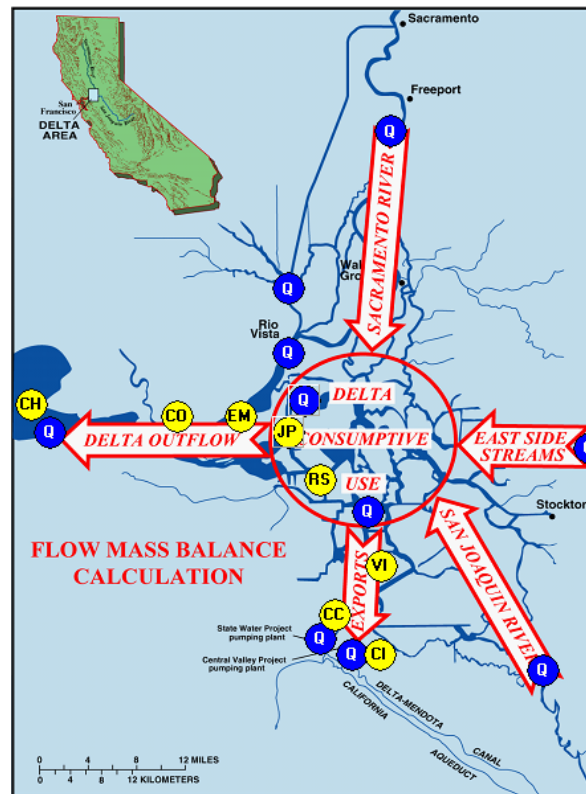 Sacramento
Freeport
San
Francisco
DELTA
AREA
Q
SACRAMENTO RIVER
Q
Rio
Vista
Q
CH
Q
CO
EM
Q
DELTA
JP
DELTA OUTFLOW
CONSUMPTIVE
EAST SIDE
STREAMS
Q
RS
USE
Q
Stockton
SAN JOAQUIN RIVER
FLOW MASS BALANCE
CALCULATION
EXPORTS
VI
CC
State Water Project
pumping plant
Q
Central Valley Project
pumping plant
Q
CI
Q
DELTA-MENDOTA
CANAL
CALIFORNIA
AQUEDUCT
0 4 8 12 MILES
0 4 8 12 KILOMETERS